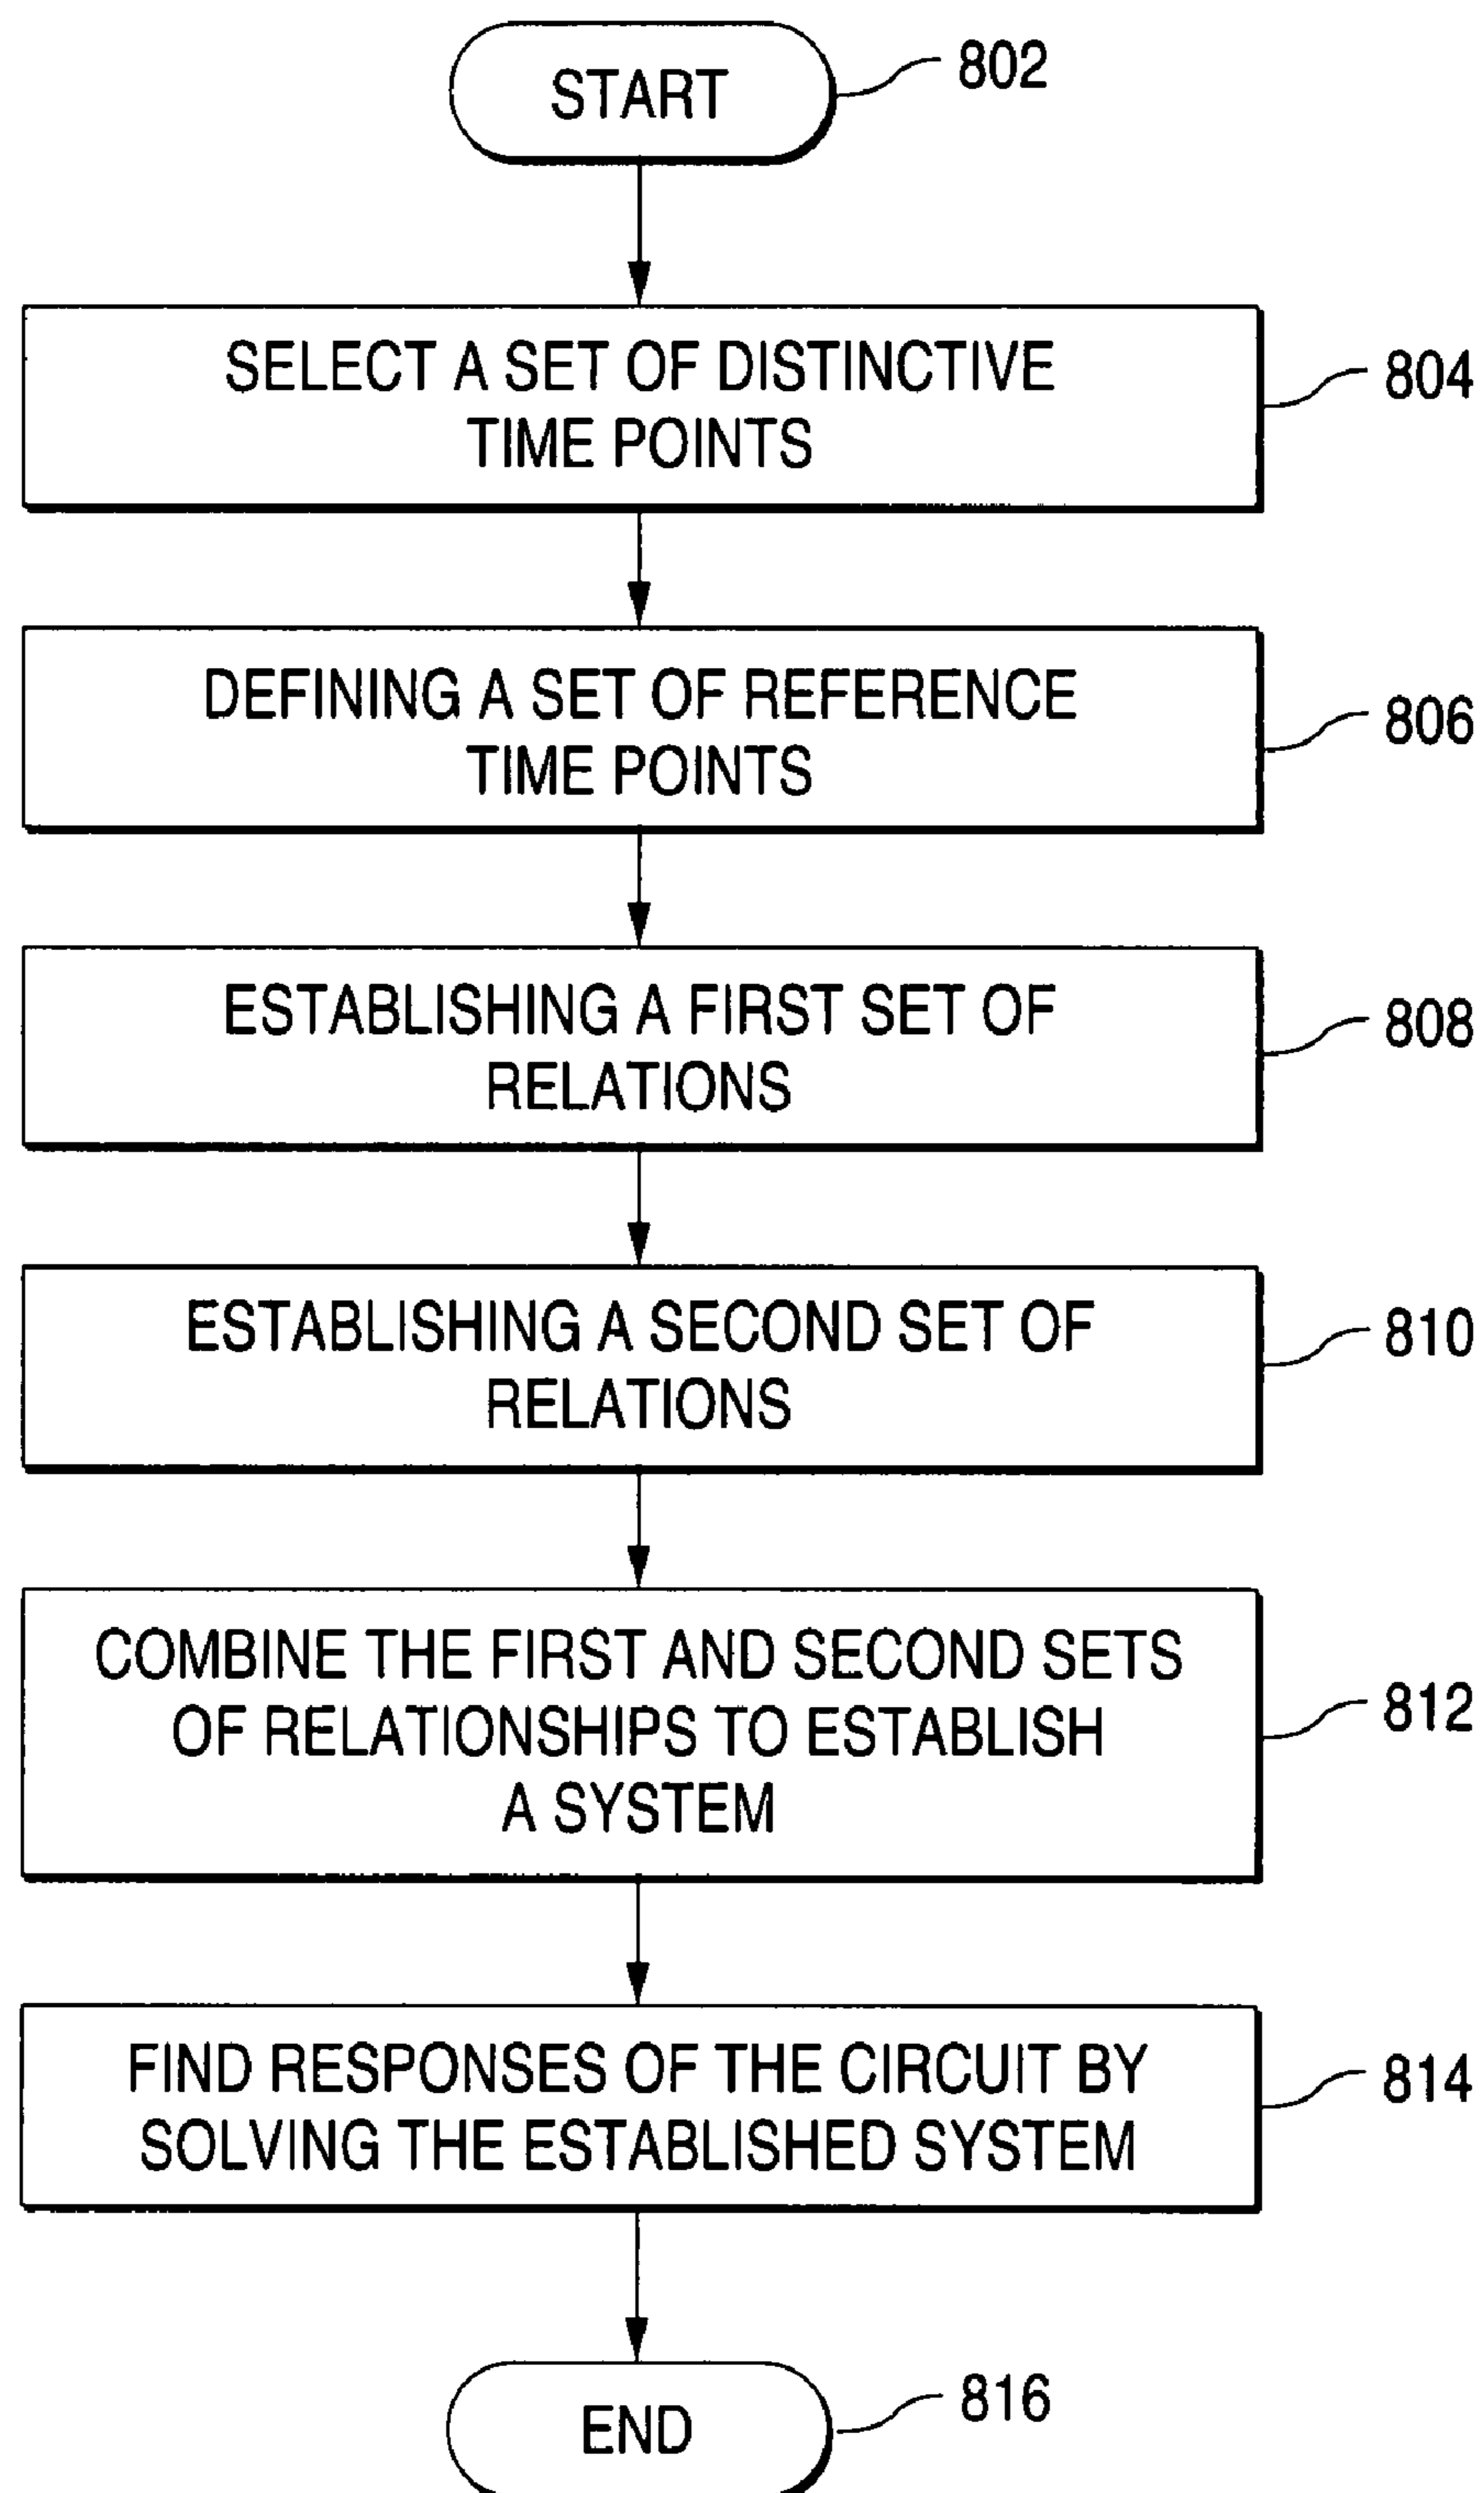 START
802
SELECT A SET OF DISTINCTIVE
TIME POINTS
804
DEFINING A SET OF REFERENCE
TIME POINTS
806
ESTABLISHING A FIRST SET OF
RELATIONS
808
ESTABLISHING A SECOND SET OF
RELATIONS
810
COMBINE THE FIRST AND SECOND SETS
OF RELATIONSHIPS TO ESTABLISH
A SYSTEM
812
FIND RESPONSES OF THE CIRCUIT BY
SOLVING THE ESTABLISHED SYSTEM
814
END
816